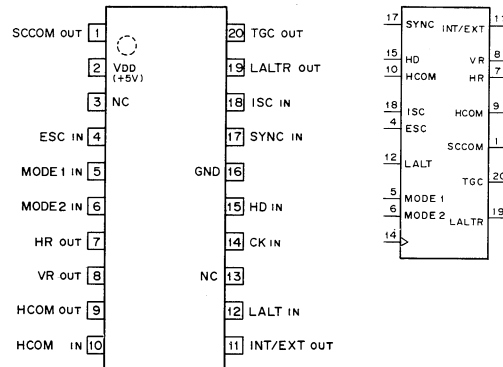 SCCOM OUT 1
2 VDD (+5V)
3 NC
ESC IN 4
MODE 1 IN 5
MODE2 IN 6
HR OUT 7
VR OUT 8
HCOM OUT 9
HCOM IN 10
20 TGC OUT
19 LALTR OUT
18 ISC IN
17 SYNC IN
GND 16
15 HD IN
14 CK IN
NC 13
12 LALT IN
11 INT/EXT OUT
17 SYNC
15 HD
10 HCOM
18 ISC
4 ESC
12 LALT
5 MODE 1
6 MODE 2
14
INT/EXT 11
VR 8
HR 7
HCOM 9
SCCOM 1
TGC 20
LALTR 19